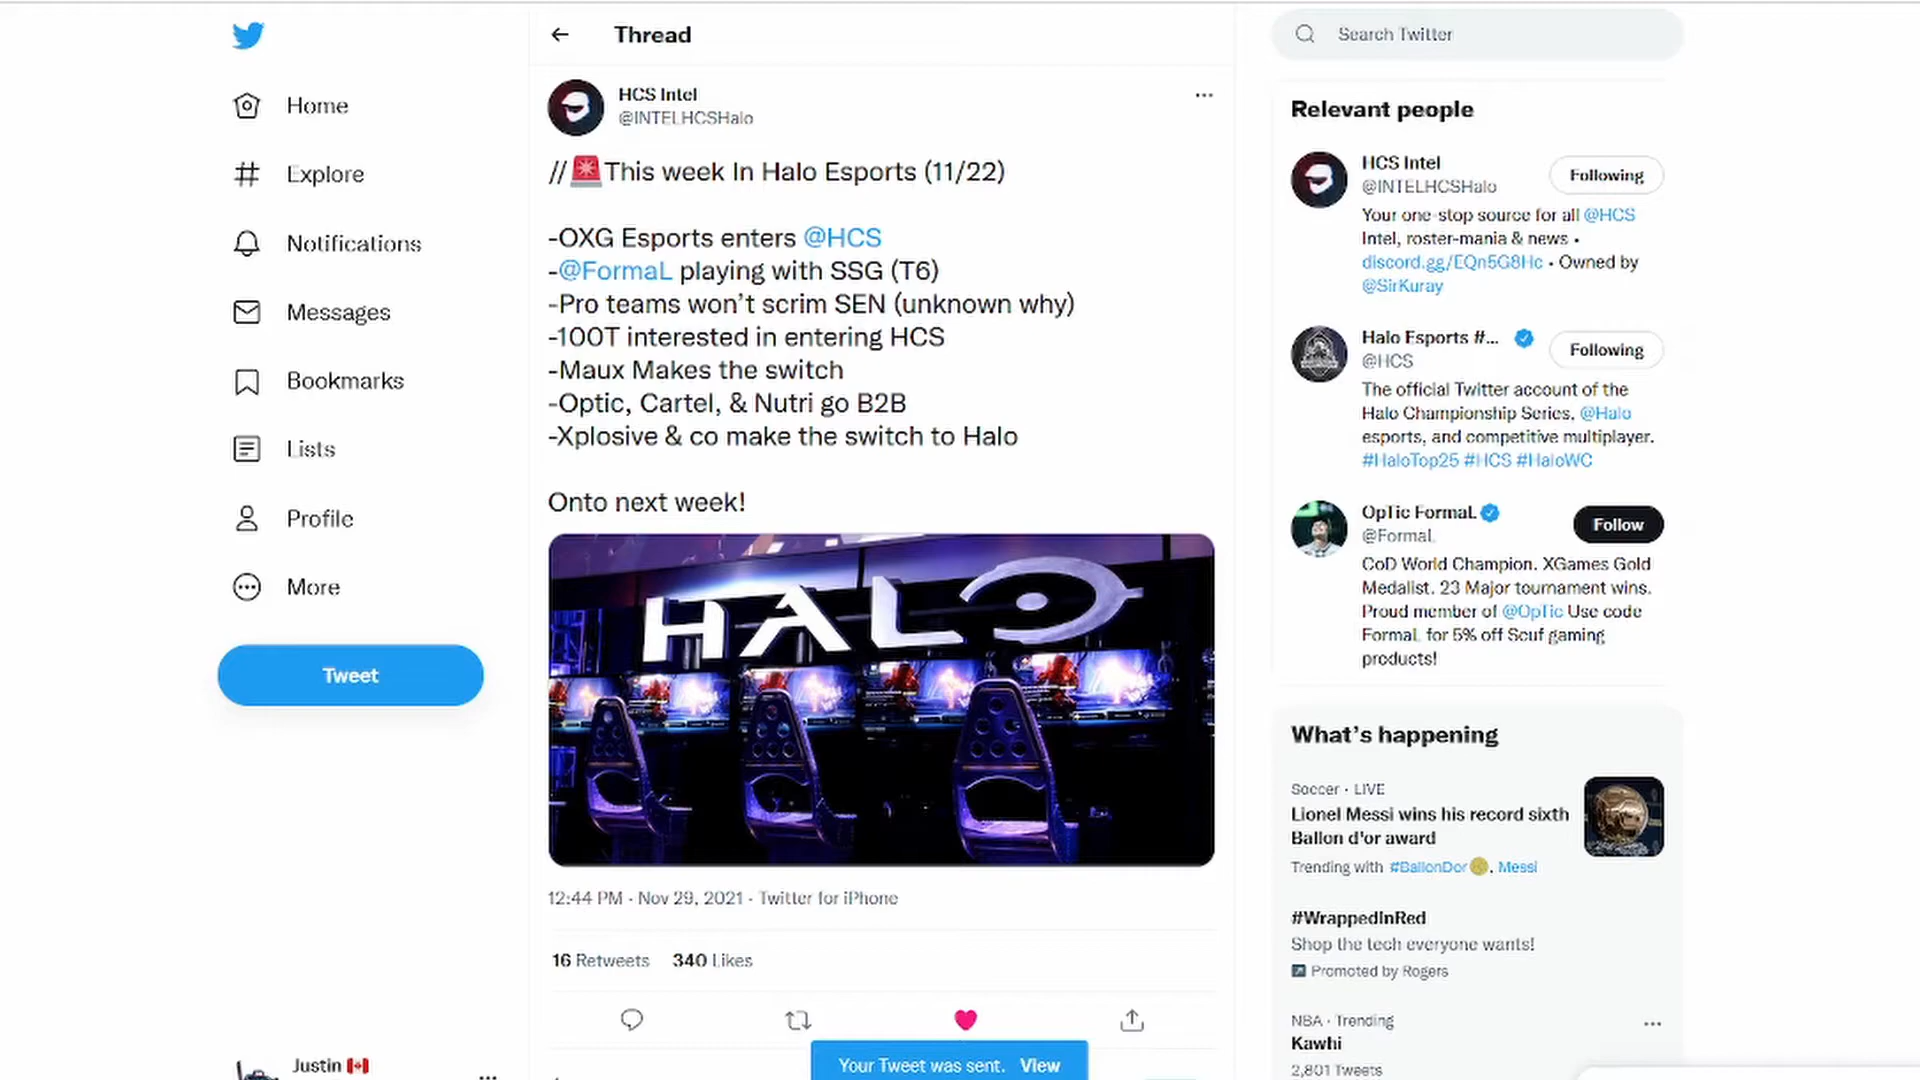 Thread
Search Twitter
Home
Explore
Notifications
Messages
Bookmarks
Lists
Profile
More
Tweet
Justin 🇨🇦
HCS Intel
@INTELHCSHalo
//🚨This week In Halo Esports (11/22)
-OXG Esports enters @HCS
-@FormaL playing with SSG (T6)
-Pro teams won't scrim SEN (unknown why)
-100T interested in entering HCS
-Maux Makes the switch
-Optic, Cartel, & Nutri go B2B
-Xplosive & co make the switch to Halo
Onto next week!
HALO
12:44 PM · Nov 29, 2021 · Twitter for iPhone
16 Retweets 340 Likes
Your Tweet was sent. View
Relevant people
HCS Intel
@INTELHCSHalo
Following
Your one-stop source for all @HCS
Intel, roster-mania & news •
discord.gg/EQn5G8Hc • Owned by
@SirKuray
Halo Esports #...
@HCS
Following
The official Twitter account of the
Halo Championship Series, @Halo
esports, and competitive multiplayer.
#HaloTop25 #HCS #HaloWC
OpTic FormaL
@FormaL
Follow
CoD World Champion. XGames Gold
Medalist. 23 Major tournament wins.
Proud member of @OpTic Use code
FormaL for 5% off Scuf gaming
products!
What's happening
Soccer · LIVE
Lionel Messi wins his record sixth
Ballon d'or award
Trending with #BallonDor, Messi
#WrappedInRed
Shop the tech everyone wants!
Promoted by Rogers
NBA · Trending
Kawhi
2,801 Tweets